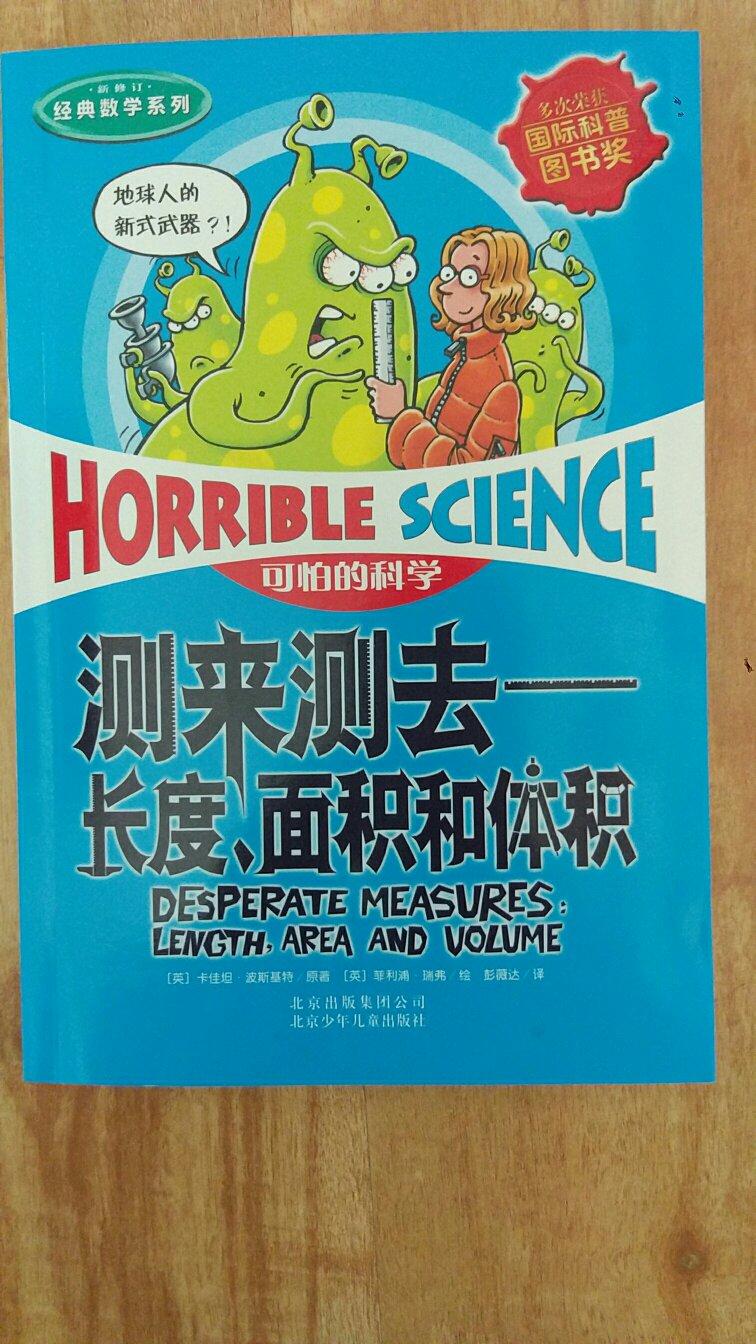 ·新修订·
经典数学系列
多次荣获
国际科普
图书奖
地球人的
新式武器？！
HORRIBLE SCIENCE
可怕的科学
测来测去——
长度、面积和体积
DESPERATE MEASURES:
LENGTH, AREA AND VOLUME
［英］卡佳坦·波斯基特／原著 ［英］菲利浦·瑞弗／绘 彭薇达／译
北京出版集团公司
北京少年儿童出版社